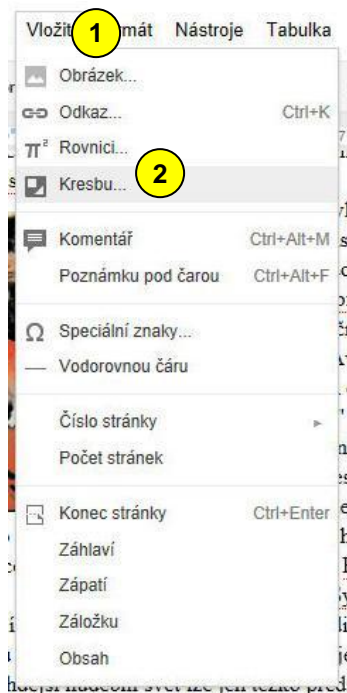 Vložit 1 mát Nástroje Tabulka
Obrázek...
Odkaz... Ctrl+K
π² Rovnici...
Kresbu... 2
Komentář Ctrl+Alt+M
Poznámku pod čarou Ctrl+Alt+F
Ω Speciální znaky...
Vodorovnou čáru
Číslo stránky
Počet stránek
Konec stránky Ctrl+Enter
Záhlaví
Zápatí
Záložku
Obsah